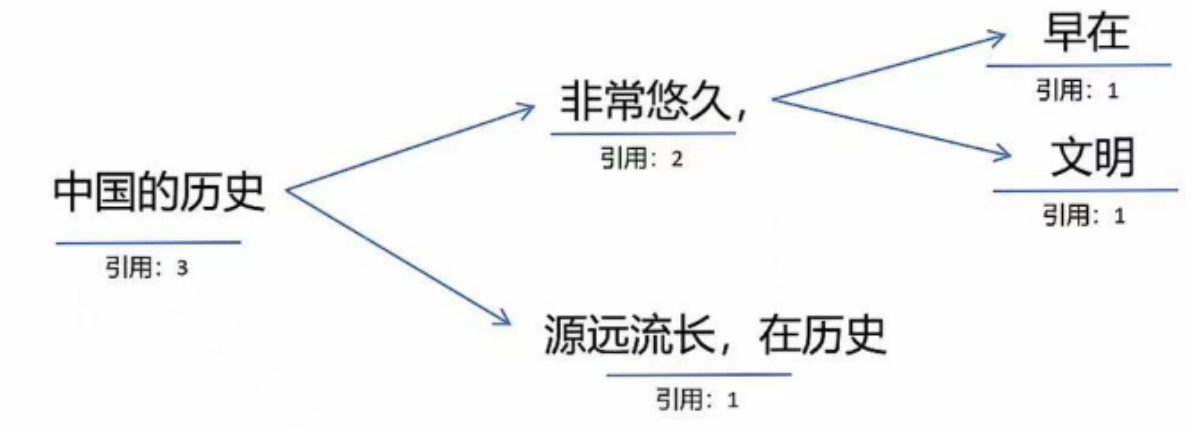 早在
引用：1
非常悠久，
引用：2
文明
引用：1
中国的历史
引用：3
源远流长，在历史
引用：1